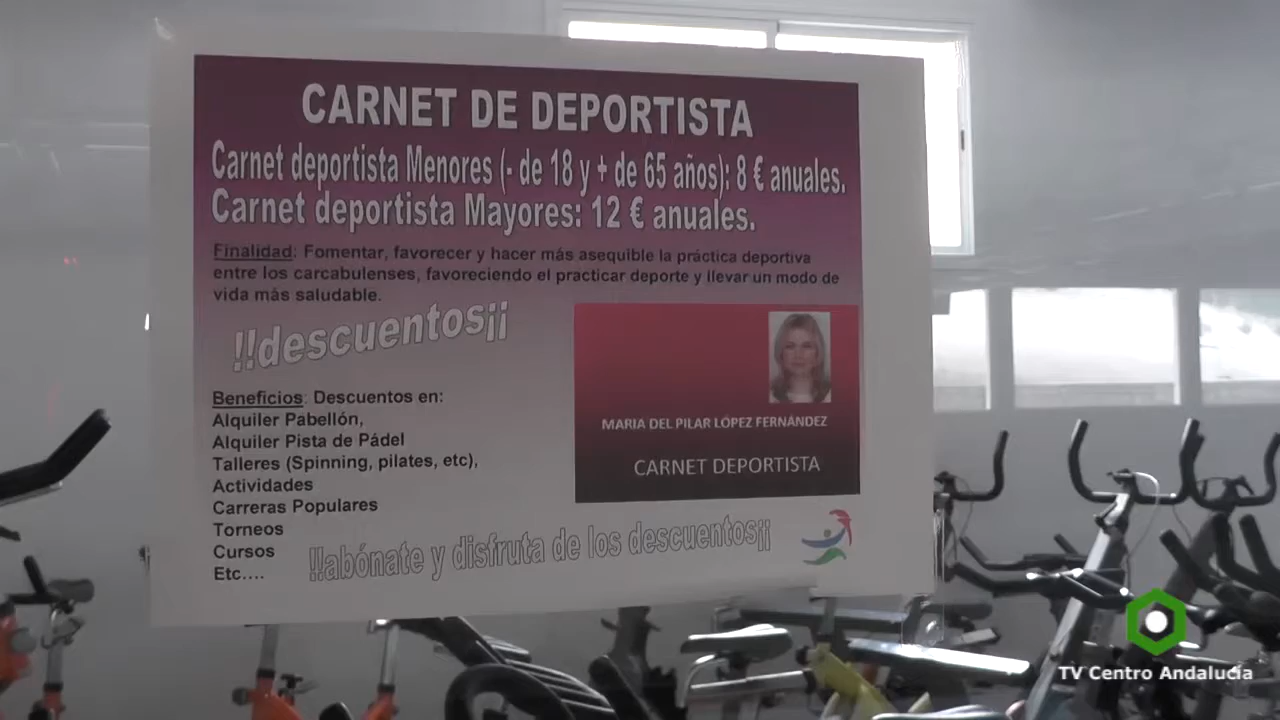 CARNET DE DEPORTISTA
Carnet deportista Menores (- de 18 y + de 65 años): 8 € anuales.
Carnet deportista Mayores: 12 € anuales.
Finalidad: Fomentar, favorecer y hacer más asequible la práctica deportiva
entre los carcabulenses, favoreciendo el practicar deporte y llevar un modo de
vida más saludable.
!!descuentos¡¡
Beneficios: Descuentos en:
Alquiler Pabellón,
Alquiler Pista de Pádel
Talleres (Spinning, pilates, etc),
Actividades
Carreras Populares
Torneos
Cursos
Etc....
MARIA DEL PILAR LÓPEZ FERNÁNDEZ
CARNET DEPORTISTA
!!abónate y disfruta de los descuentos¡¡
TV Centro Andalucía